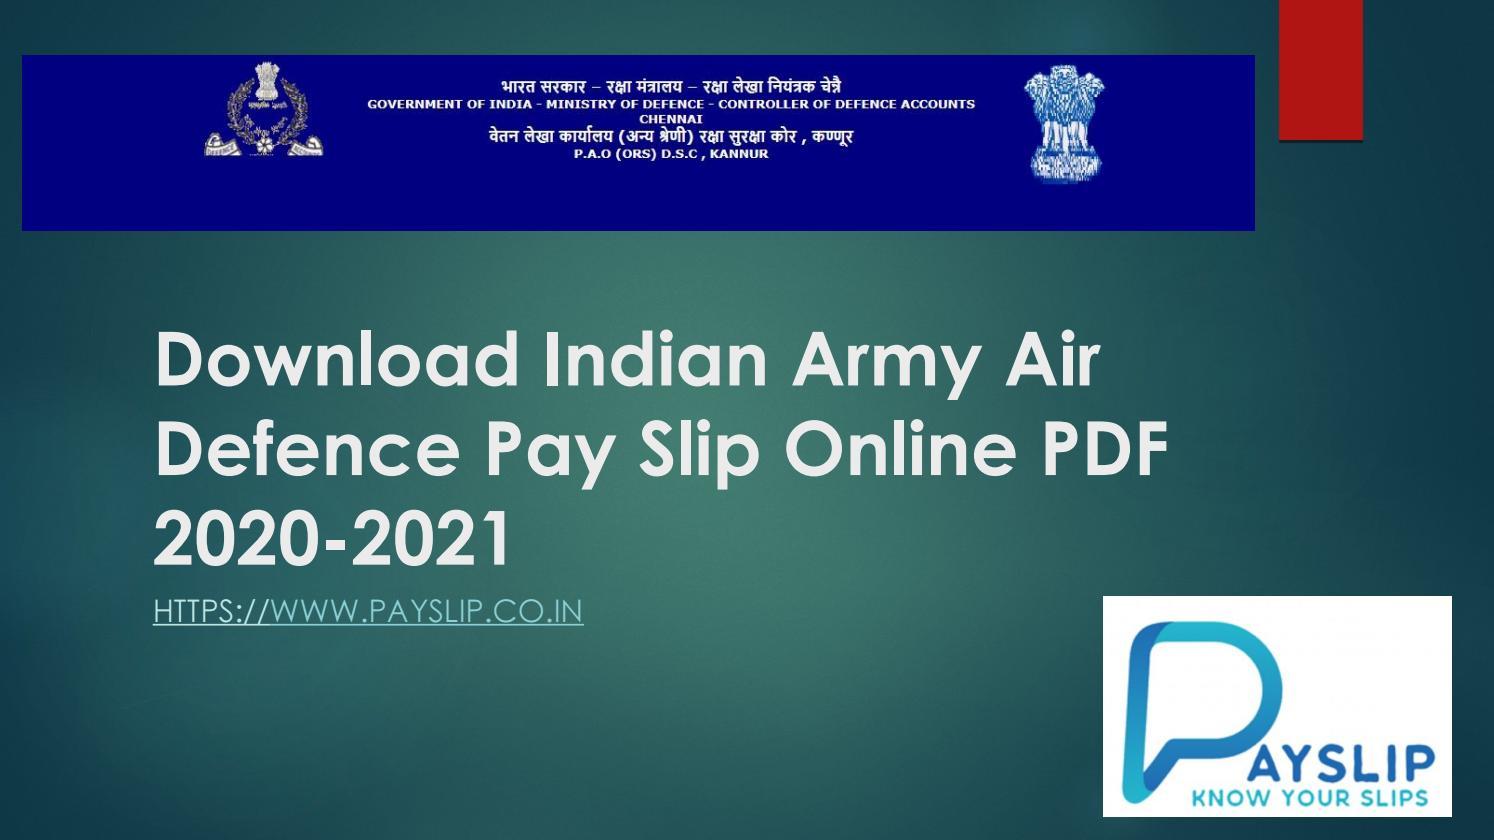 भारत सरकार – रक्षा मंत्रालय – रक्षा लेखा नियंत्रक चेन्नै
GOVERNMENT OF INDIA - MINISTRY OF DEFENCE - CONTROLLER OF DEFENCE ACCOUNTS
CHENNAI
वेतन लेखा कार्यालय (अन्य श्रेणी) रक्षा सुरक्षा कोर , कण्णूर
P.A.O (ORS) D.S.C , KANNUR
Download Indian Army Air
Defence Pay Slip Online PDF
2020-2021
HTTPS://WWW.PAYSLIP.CO.IN
PAYSLIP
KNOW YOUR SLIPS